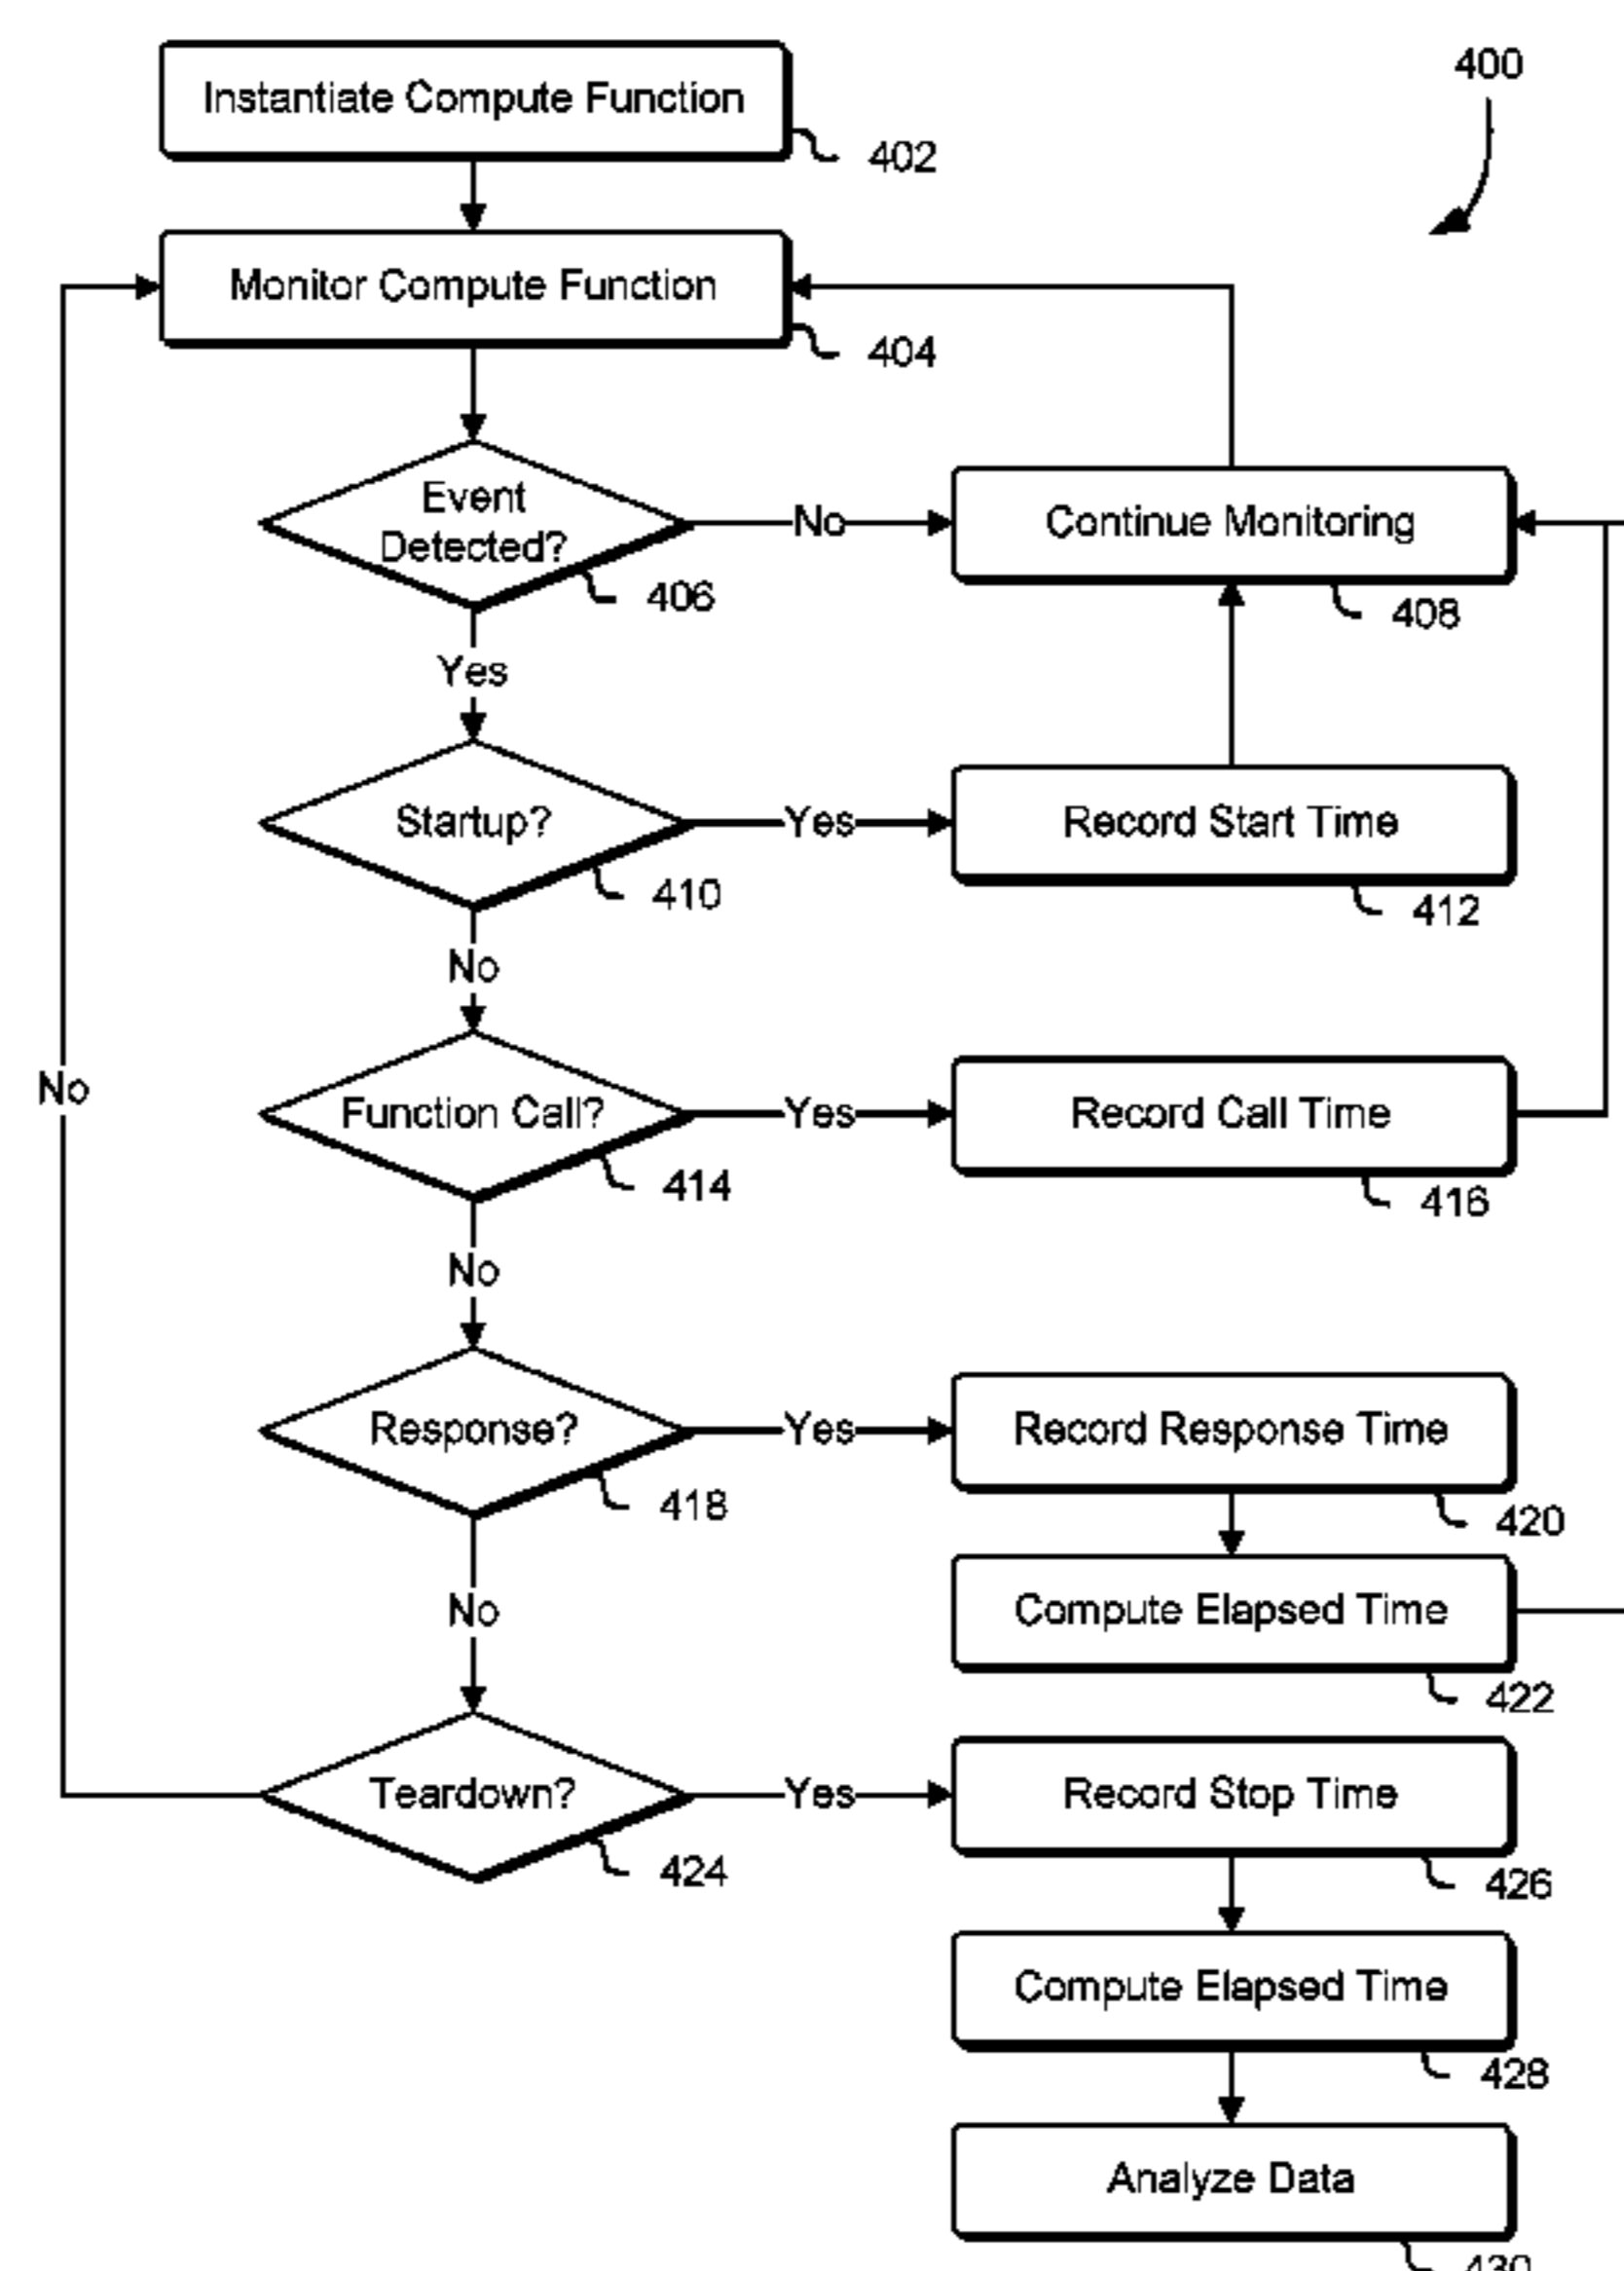 400
Instantiate Compute Function
402
Monitor Compute Function
404
Event
Detected?
406
No
Continue Monitoring
408
Yes
Startup?
410
Yes
Record Start Time
412
No
Function Call?
414
Yes
Record Call Time
416
No
No
Response?
418
Yes
Record Response Time
420
Compute Elapsed Time
422
No
Teardown?
424
Yes
Record Stop Time
426
Compute Elapsed Time
428
Analyze Data
430